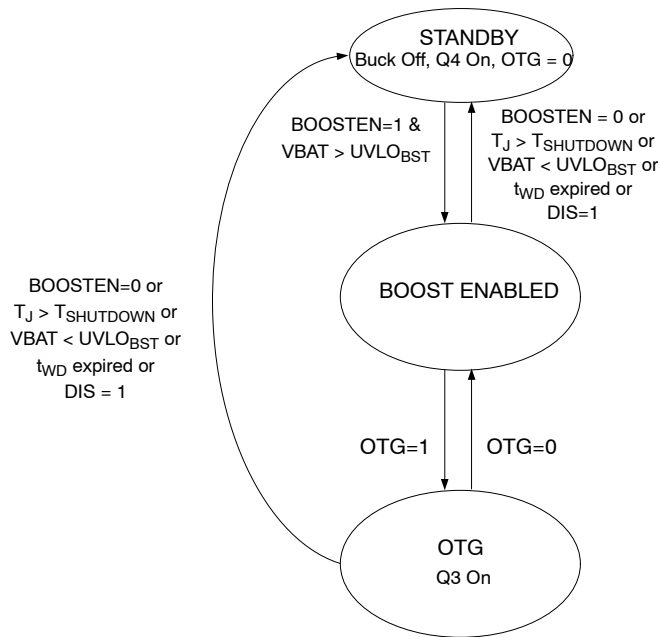 STANDBY
Buck Off, Q4 On, OTG = 0
BOOSTEN=1 &
VBAT > UVLOBST
BOOSTEN = 0 or
TJ > TSHUTDOWN or
VBAT < UVLOBST or
tWD expired or
DIS=1
BOOST ENABLED
BOOSTEN=0 or
TJ > TSHUTDOWN or
VBAT < UVLOBST or
tWD expired or
DIS = 1
OTG=1
OTG=0
OTG
Q3 On